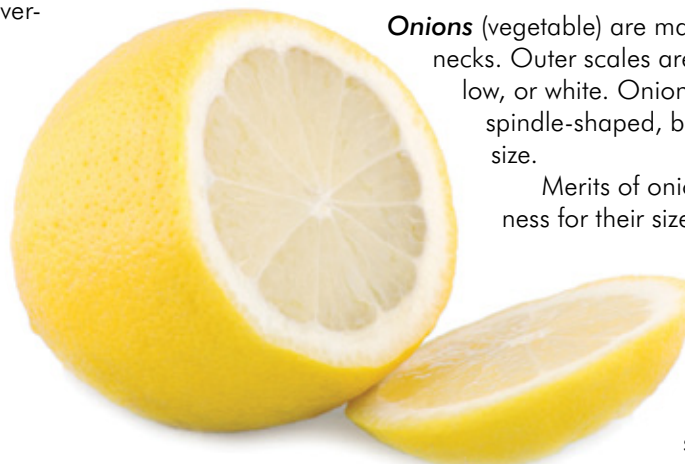 ver-
Onions (vegetable) are ma
necks. Outer scales are
low, or white. Onion
spindle-shaped, b
size.
Merits of onio
ness for their size